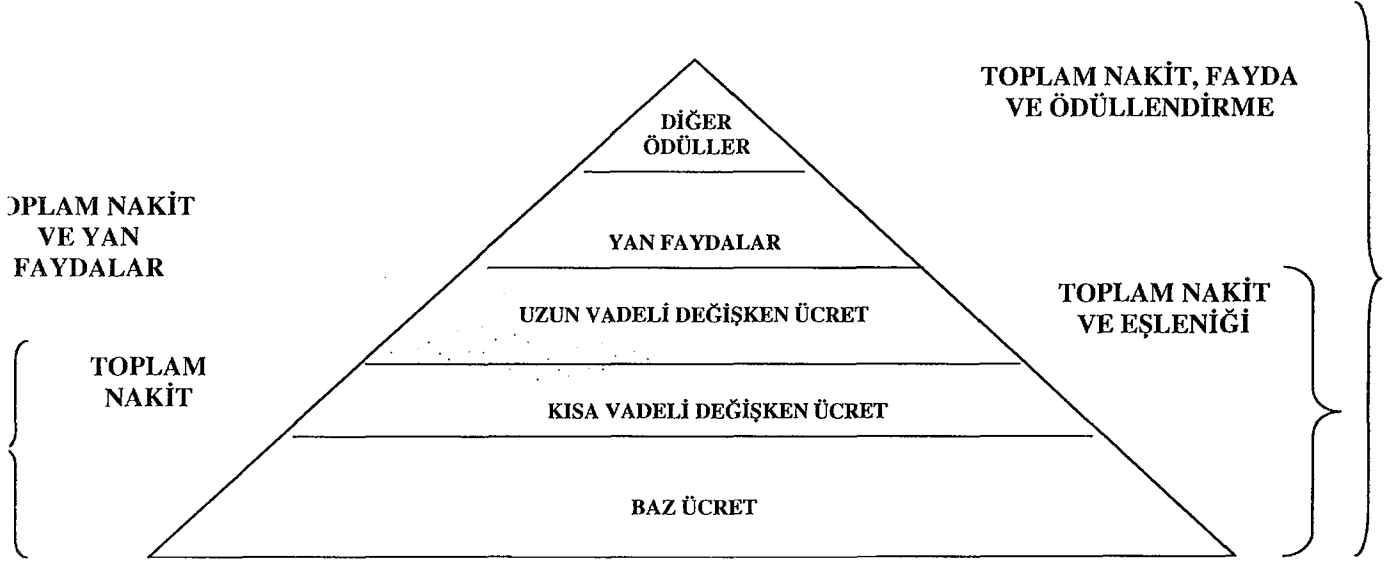 TOPLAM NAKİT, FAYDA
VE ÖDÜLLENDİRME
DİĞER
ÖDÜLLER
OPLAM NAKİT
VE YAN
FAYDALAR
YAN FAYDALAR
TOPLAM NAKİT
VE EŞLENİĞİ
UZUN VADELİ DEĞİŞKEN ÜCRET
TOPLAM
NAKİT
KISA VADELİ DEĞİŞKEN ÜCRET
BAZ ÜCRET